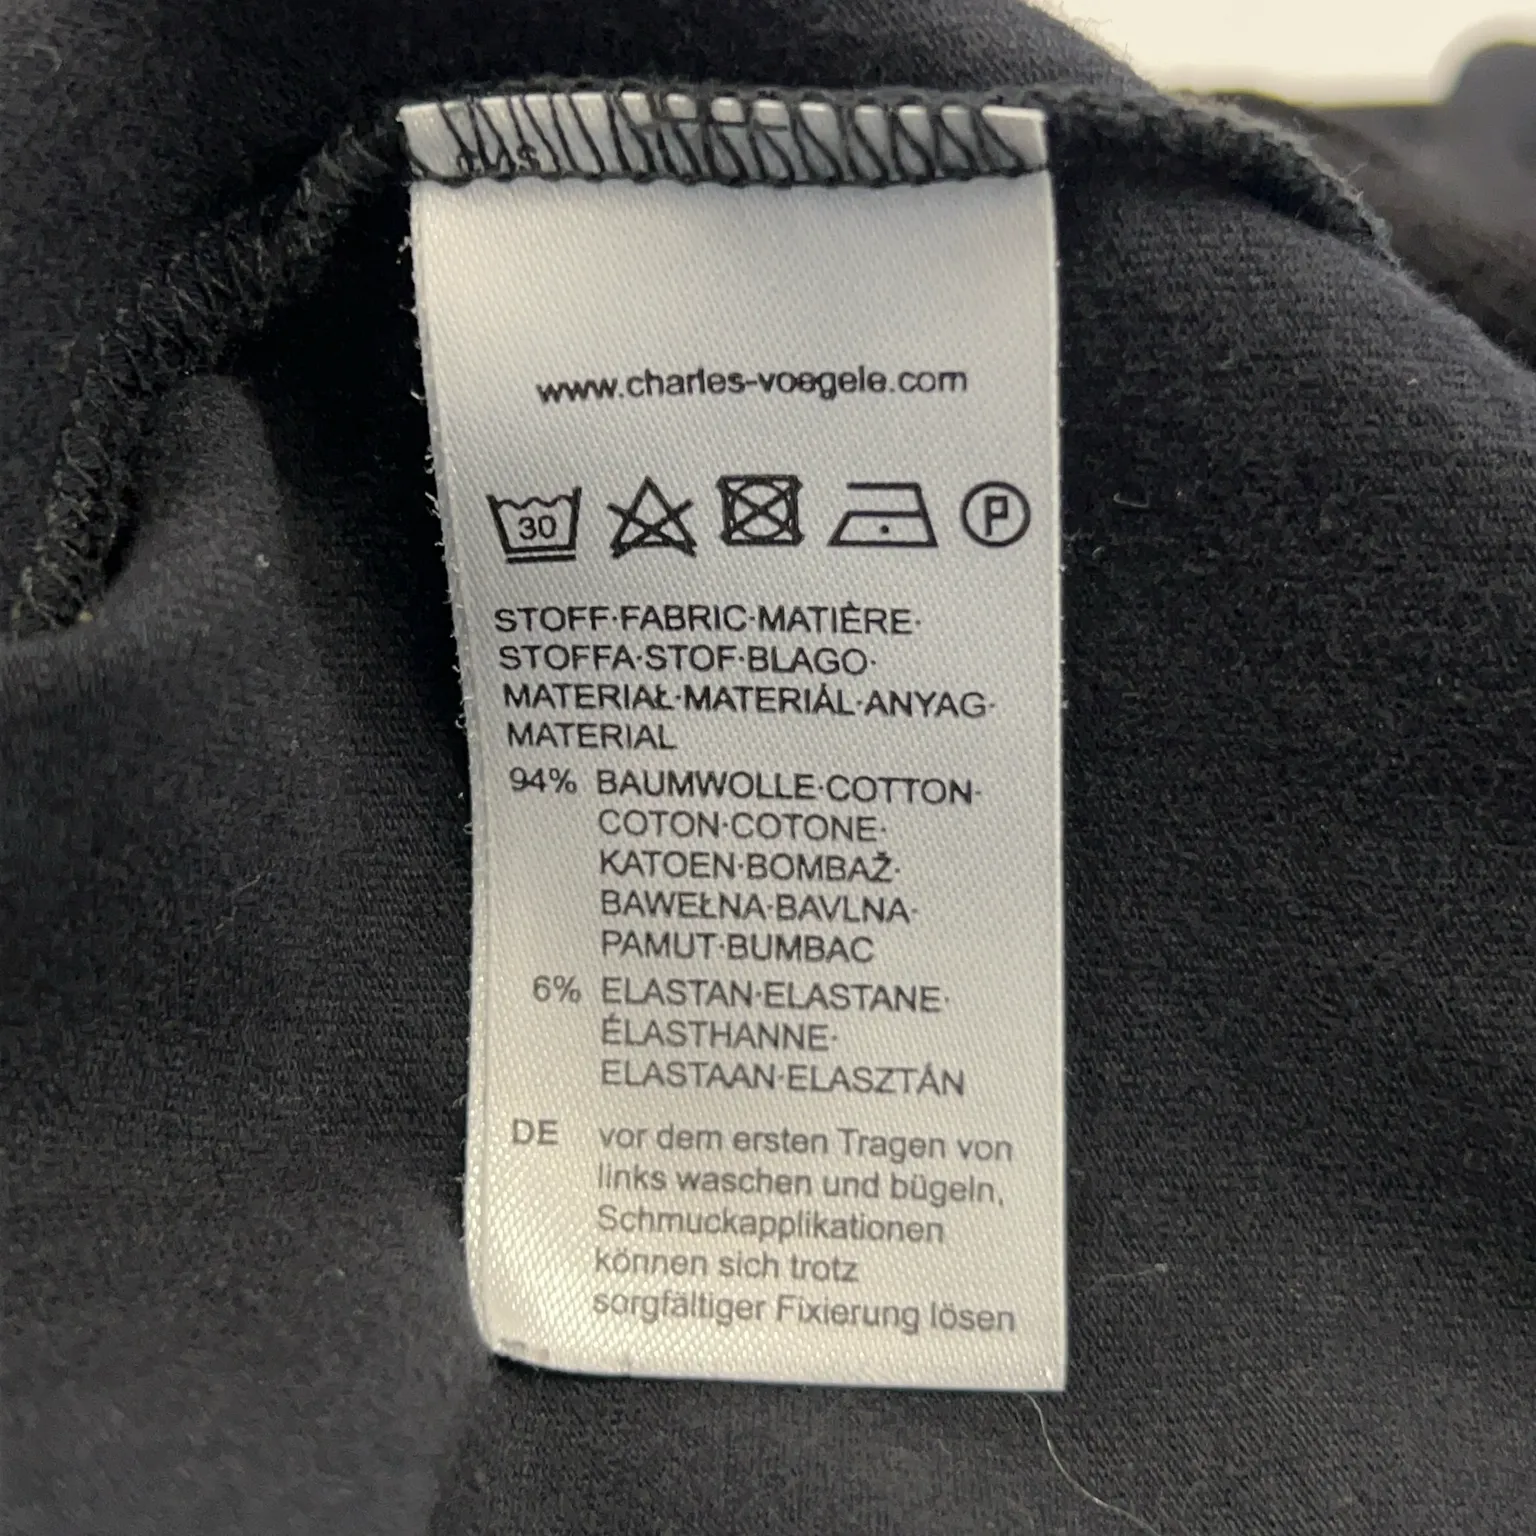 www.charles-voegele.com
30
P
STOFF·FABRIC·MATIÈRE·
STOFFA·STOF·BLAGO·
MATERIAŁ·MATERIÁL·ANYAG·
MATERIAL
94% BAUMWOLLE·COTTON·
COTON·COTONE·
KATOEN·BOMBAŽ·
BAWEŁNA·BAVLNA·
PAMUT·BUMBAC
6% ELASTAN·ELASTANE·
ÉLASTHANNE·
ELASTAAN·ELASZTÁN
DE vor dem ersten Tragen von
links waschen und bügeln,
Schmuckapplikationen
können sich trotz
sorgfältiger Fixierung lösen